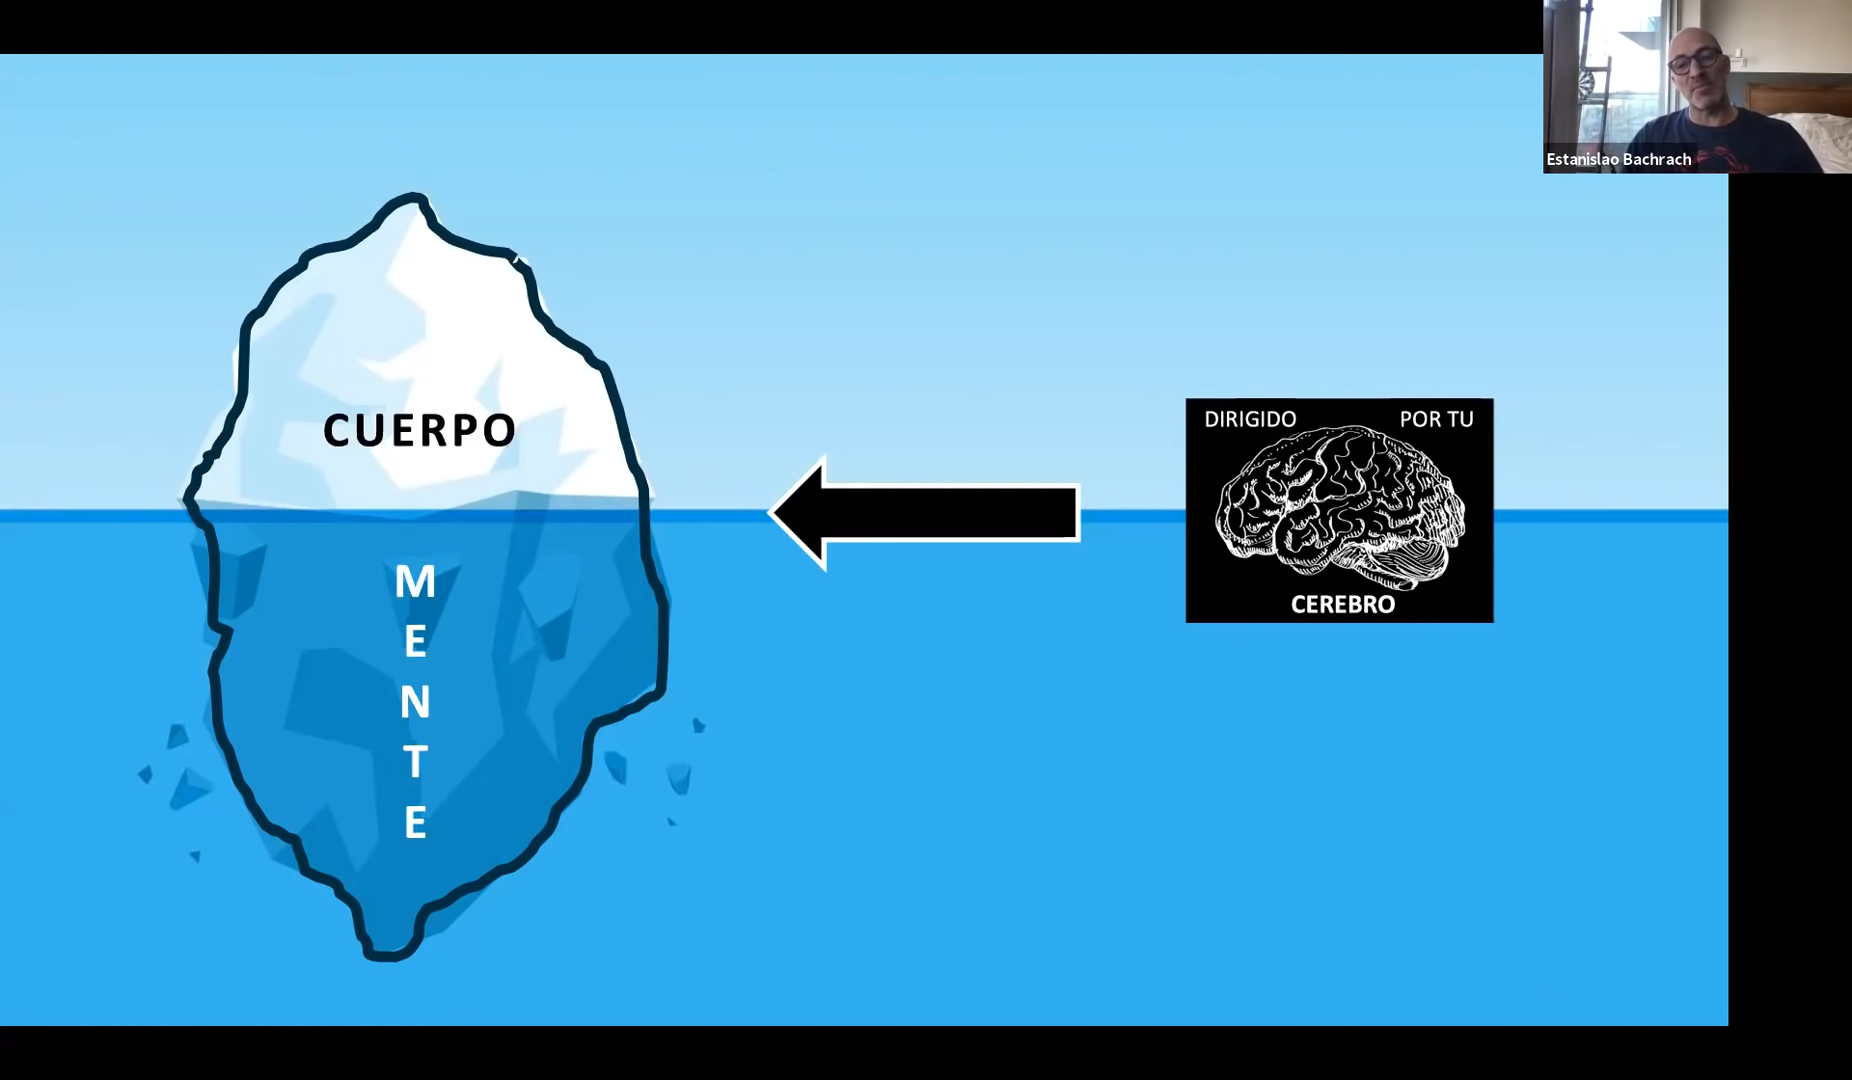 Estanislao Bachrach
CUERPO
M
E
N
T
E
DIRIGIDO POR TU
CEREBRO